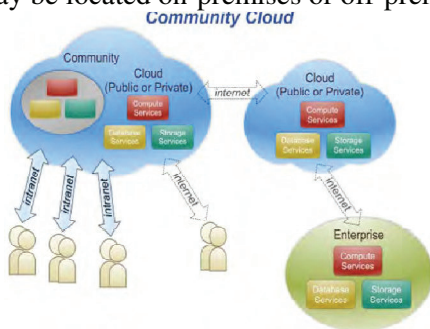 ay be located on premises or off prem
Community Cloud
Community
Cloud
(Public or Private)
Compute
Services
Database
Services
Storage
Services
internet
Cloud
(Public or Private)
Compute
Services
Database
Services
Storage
Services
intranet
intranet
intranet
internet
internet
Enterprise
Compute
Services
Database
Services
Storage
Services